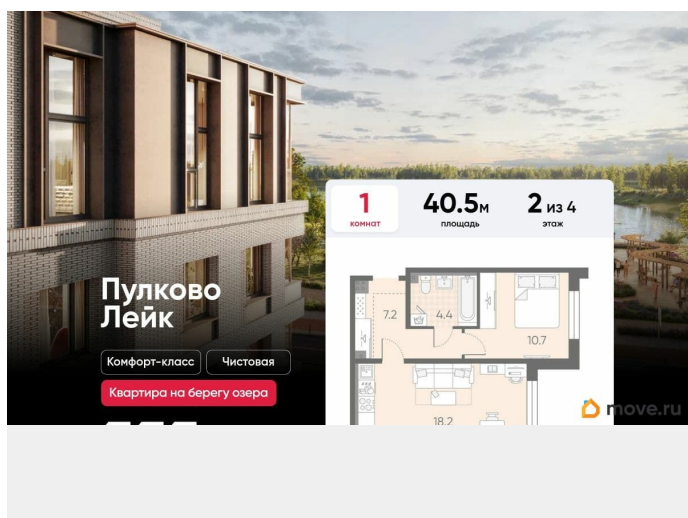 1
комнат
40.5м
площадь
2 из 4
этаж
Пулково
Лейк
Комфорт-класс
Чистовая
Квартира на берегу озера
7.2
4.4
10.7
18.2
move.ru